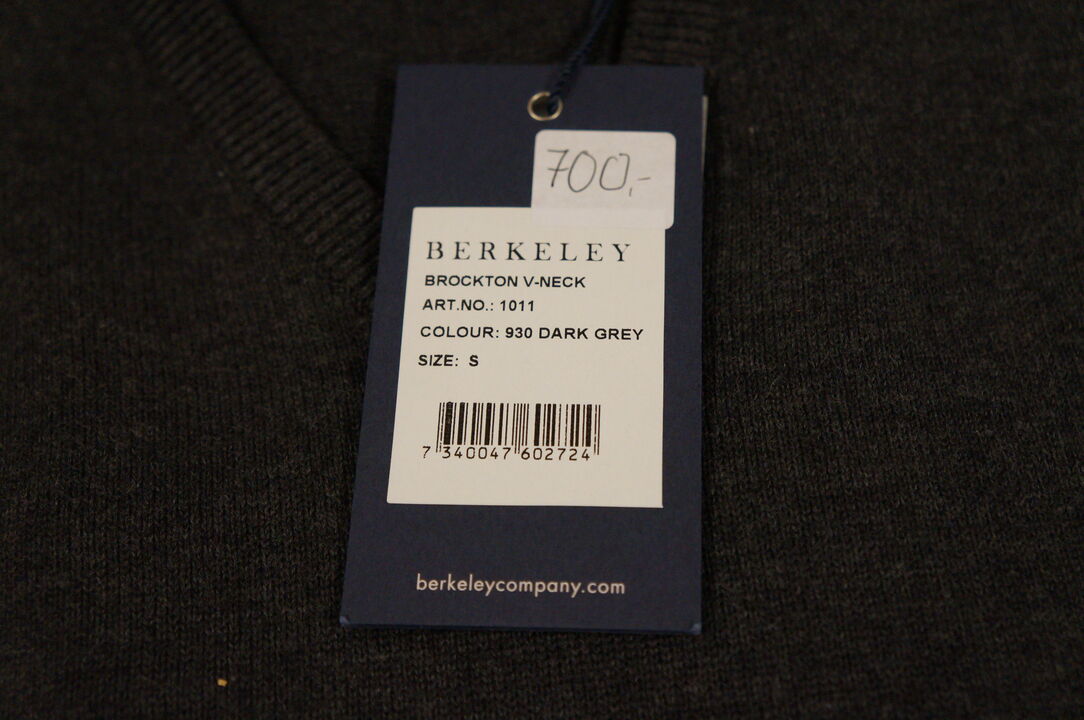 700,-
BERKELEY
BROCKTON V-NECK
ART.NO.: 1011
COLOUR: 930 DARK GREY
SIZE: S
7 340047 602724
berkeleycompany.com